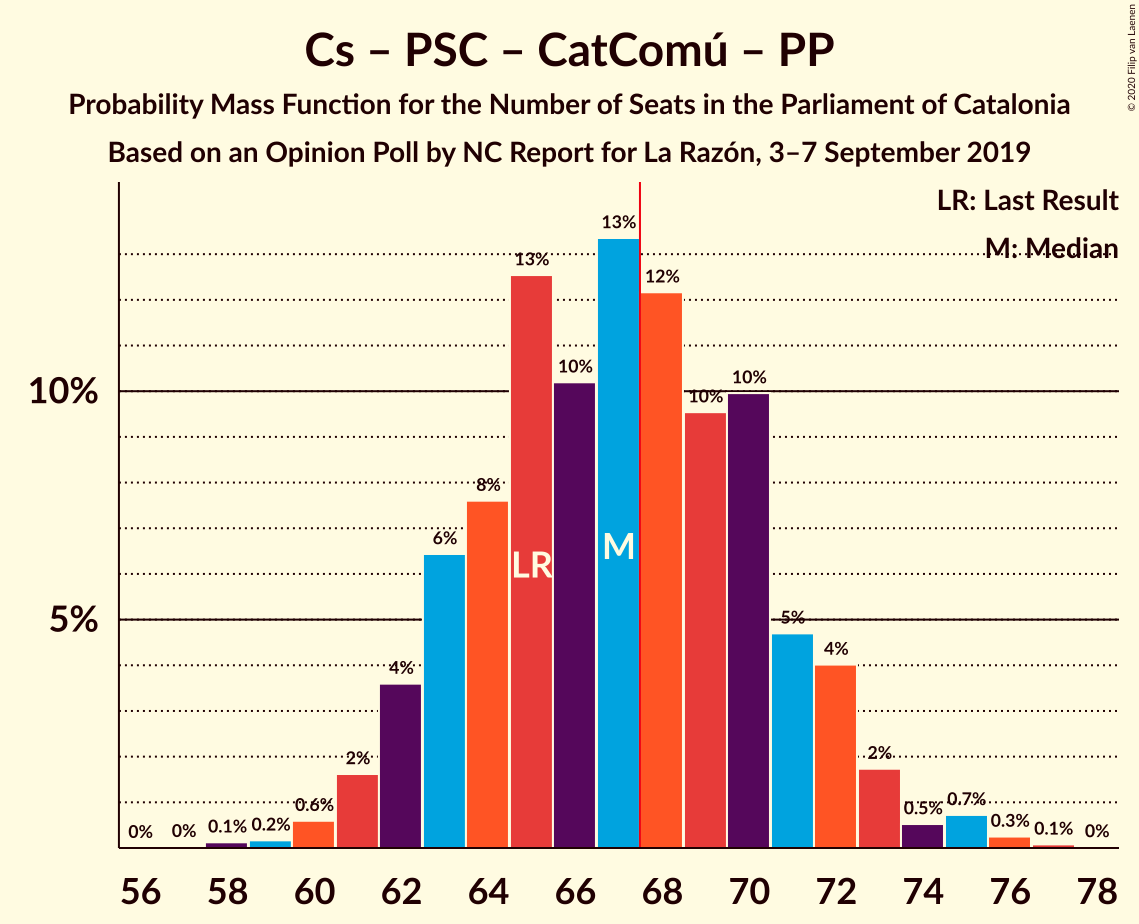 Cs – PSC – CatComú – PP
Probability Mass Function for the Number of Seats in the Parliament of Catalonia
Based on an Opinion Poll by NC Report for La Razón, 3–7 September 2019
© 2020 Filip van Laenen
LR: Last Result
M: Median
10%
5%
0% 0% 0.1% 0.2% 0.6% 2% 4% 6% 8% 13% 10% 13% 12% 10% 10% 5% 4% 2% 0.5% 0.7% 0.3% 0.1% 0%
LR M
56 58 60 62 64 66 68 70 72 74 76 78